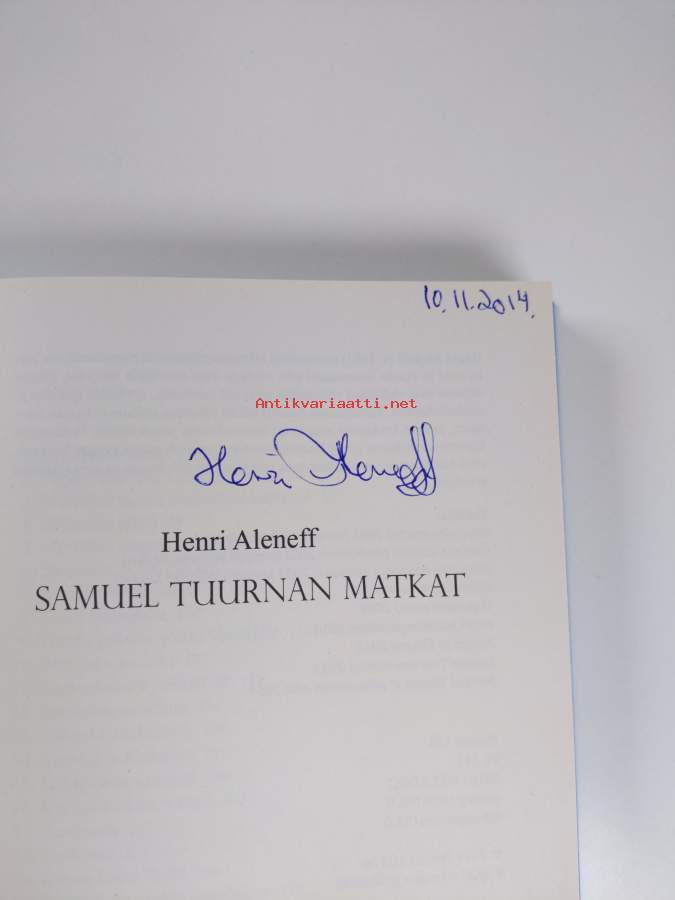 10.11.2014.
Antikvariaatti.net
Henri Aleneff
Henri Aleneff
SAMUEL TUURNAN MATKAT